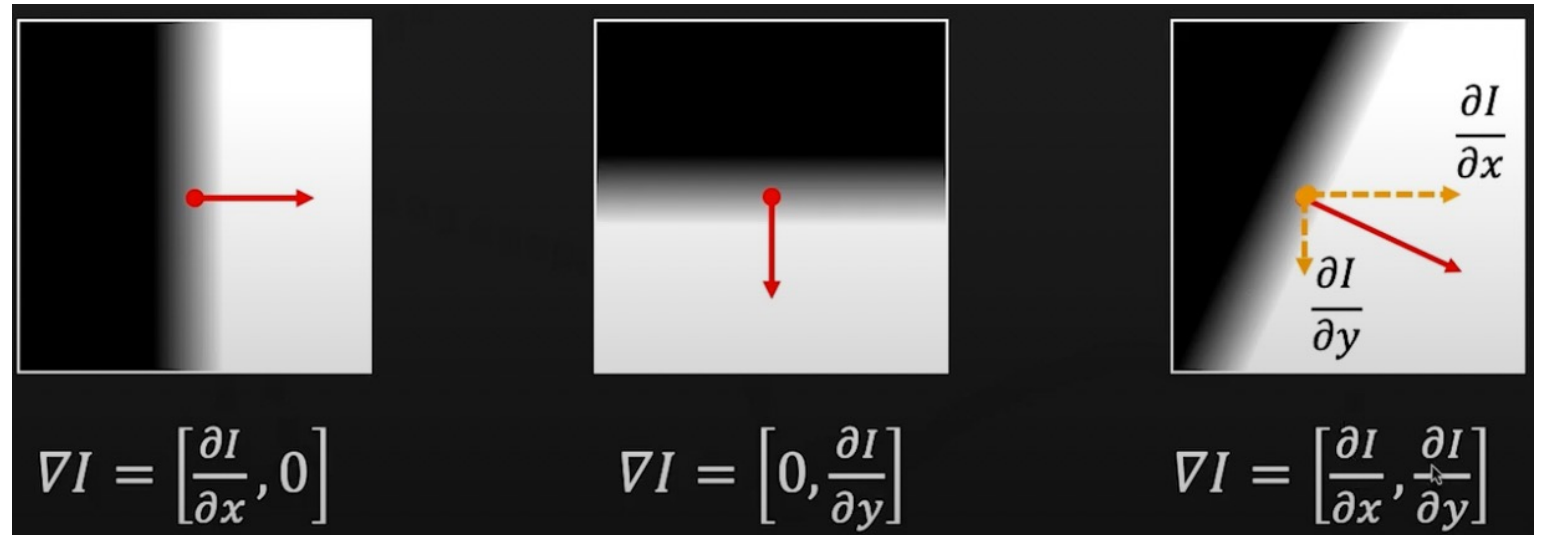 ∂I/∂x
∂I/∂y
∇I = [∂I/∂x, 0]
∇I = [0, ∂I/∂y]
∇I = [∂I/∂x, ∂I/∂y]